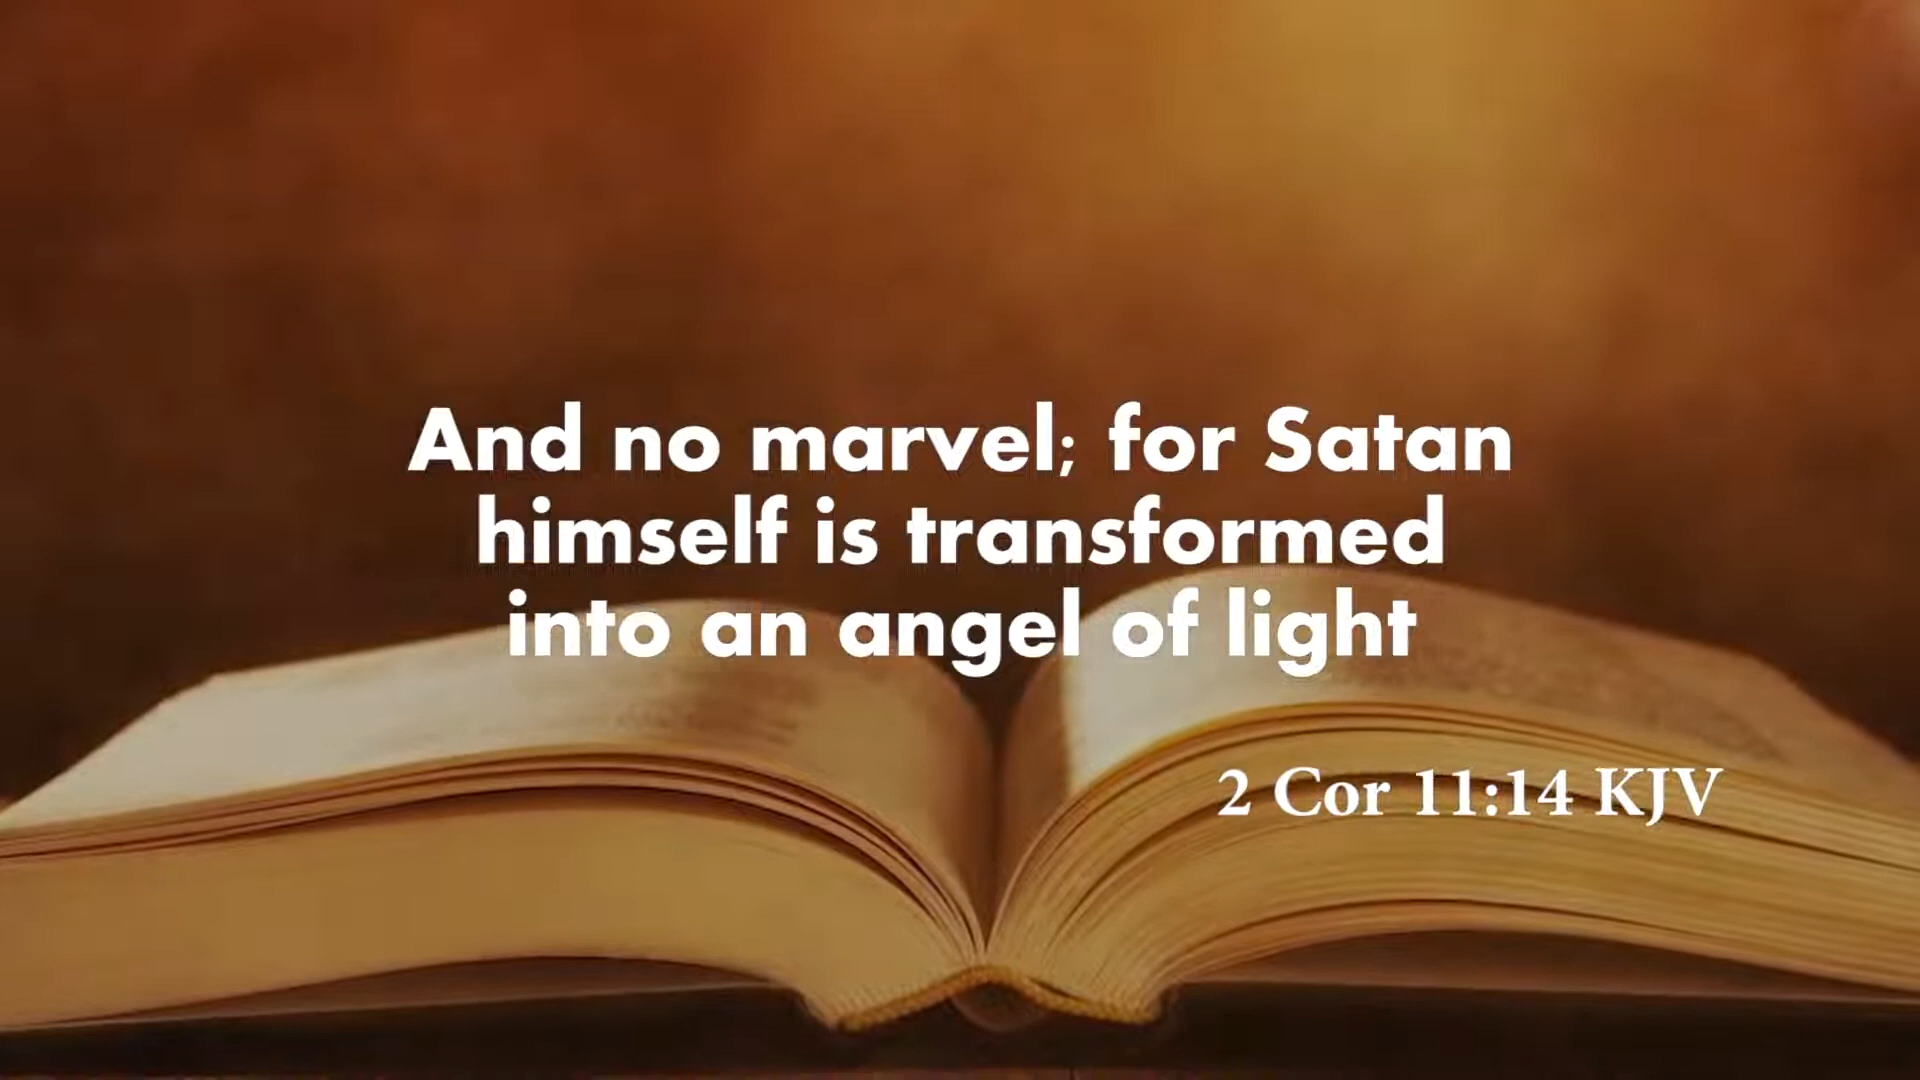 And no marvel; for Satan
himself is transformed
into an angel of light
2 Cor 11:14 KJV